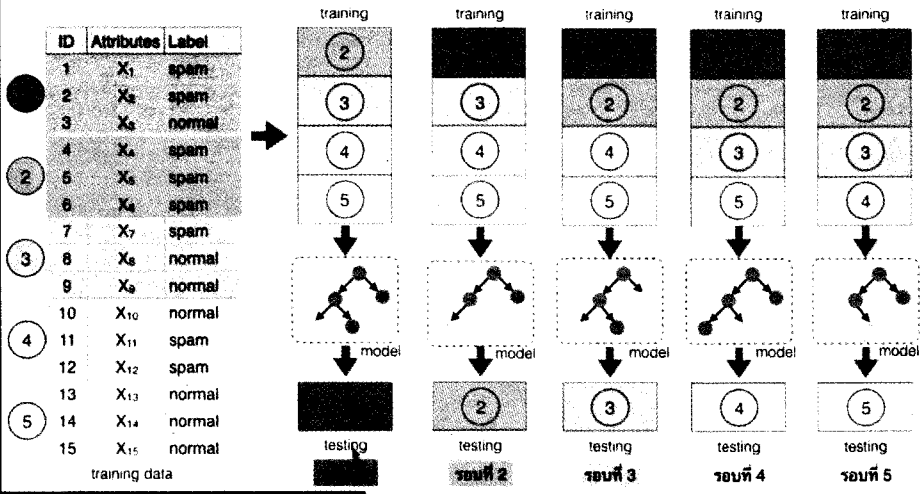 training training training training training
ID Attributes Label
1 X₁ spam
2 X₂ spam
3 X₃ normal
4 X₄ spam
2 5 X₅ spam
6 X₆ spam
7 X₇ spam
3 8 X₈ normal
9 X₉ normal
10 X₁₀ normal
4 11 X₁₁ spam
12 X₁₂ spam
13 X₁₃ normal
5 14 X₁₄ normal
15 X₁₅ normal
training data
2
3 3 2 2 2
4 4 4 3 3
5 5 5 5 4
model model model model model
2 3 4 5
testing testing testing testing testing
รอบที่ 2 รอบที่ 3 รอบที่ 4 รอบที่ 5